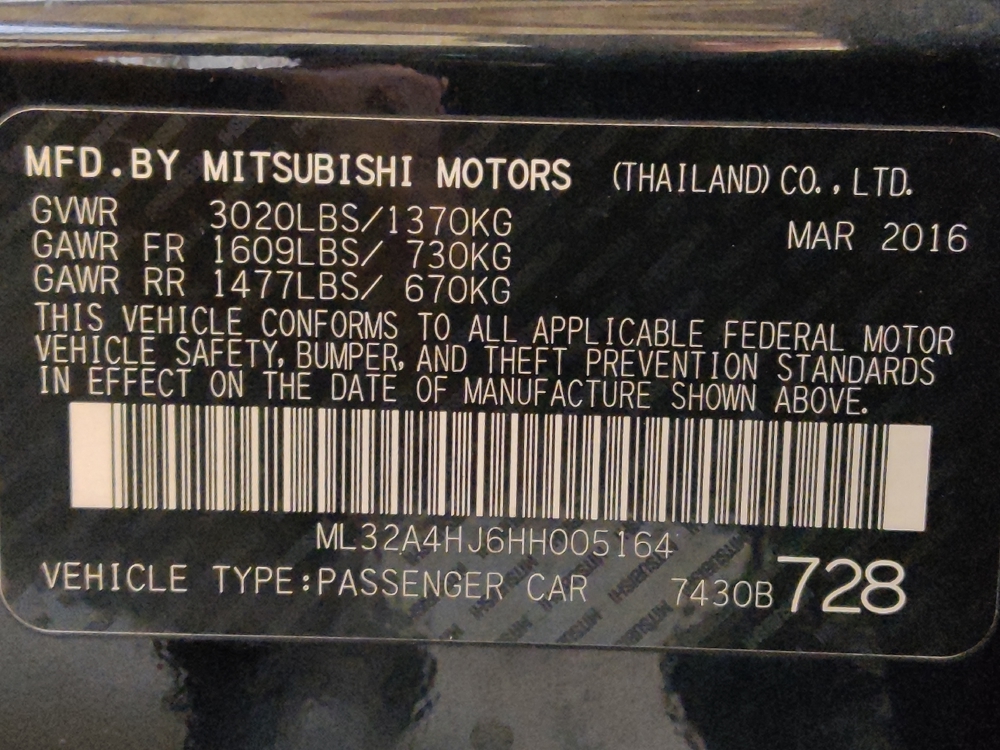 MFD.BY MITSUBISHI MOTORS (THAILAND) CO., LTD.
GVWR 3020LBS/1370KG MAR 2016
GAWR FR 1609LBS/ 730KG
GAWR RR 1477LBS/ 670KG
THIS VEHICLE CONFORMS TO ALL APPLICABLE FEDERAL MOTOR
VEHICLE SAFETY, BUMPER, AND THEFT PREVENTION STANDARDS
IN EFFECT ON THE DATE OF MANUFACTURE SHOWN ABOVE.
ML32A4HJ6HH005164
VEHICLE TYPE:PASSENGER CAR 7430B728